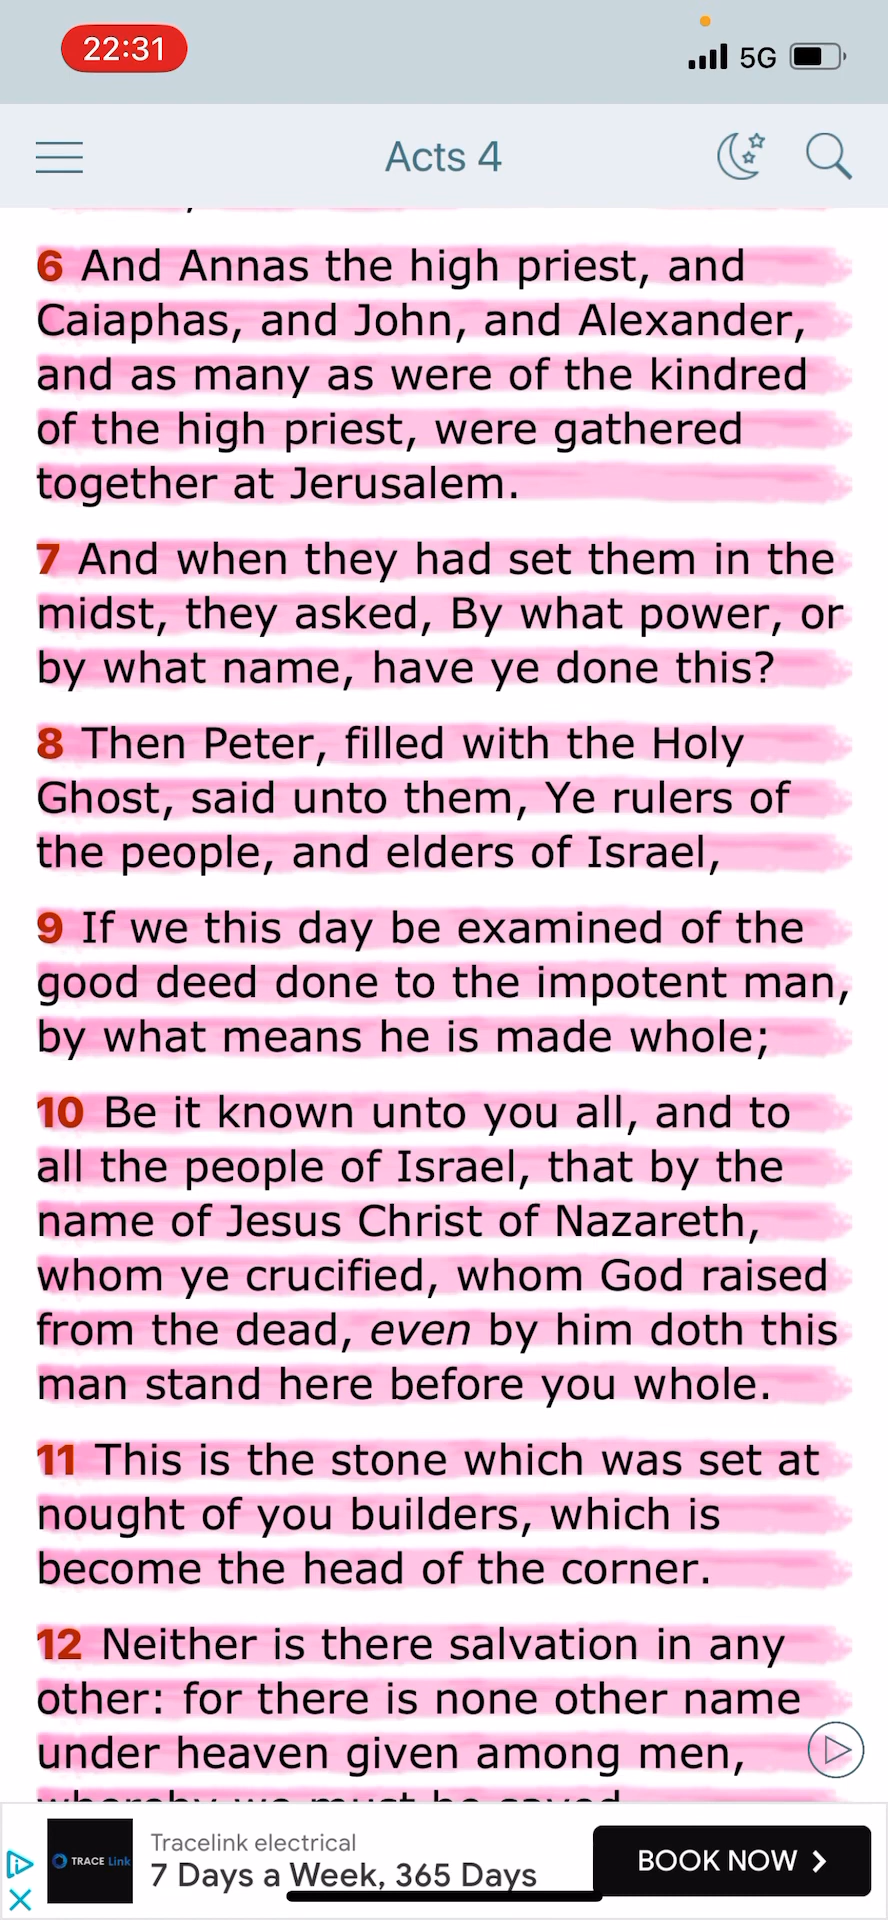 22:31
5G
Acts 4
6 And Annas the high priest, and
Caiaphas, and John, and Alexander,
and as many as were of the kindred
of the high priest, were gathered
together at Jerusalem.
7 And when they had set them in the
midst, they asked, By what power, or
by what name, have ye done this?
8 Then Peter, filled with the Holy
Ghost, said unto them, Ye rulers of
the people, and elders of Israel,
9 If we this day be examined of the
good deed done to the impotent man,
by what means he is made whole;
10 Be it known unto you all, and to
all the people of Israel, that by the
name of Jesus Christ of Nazareth,
whom ye crucified, whom God raised
from the dead, even by him doth this
man stand here before you whole.
11 This is the stone which was set at
nought of you builders, which is
become the head of the corner.
12 Neither is there salvation in any
other: for there is none other name
under heaven given among men,
whereby we must be saved
TRACE Link
Tracelink electrical
7 Days a Week, 365 Days
BOOK NOW